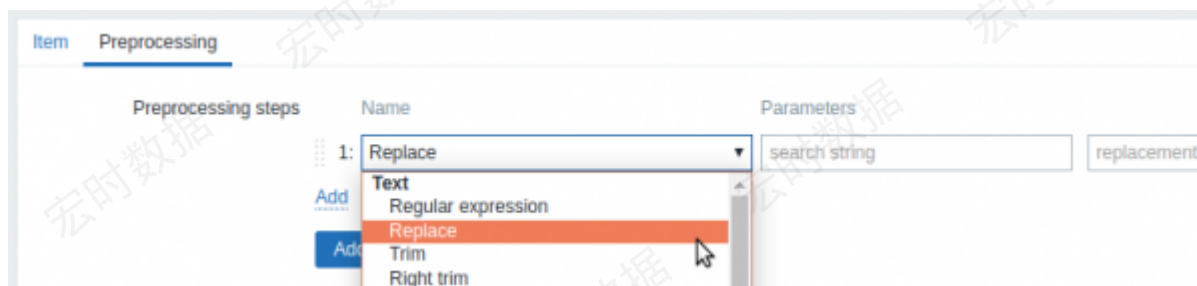 Item Preprocessing
Preprocessing steps Name Parameters
1: Replace search string replacement
Text
Add
Regular expression
Replace
Add
Trim
Right trim
宏时数据
宏时数据
宏时数据
宏时数据